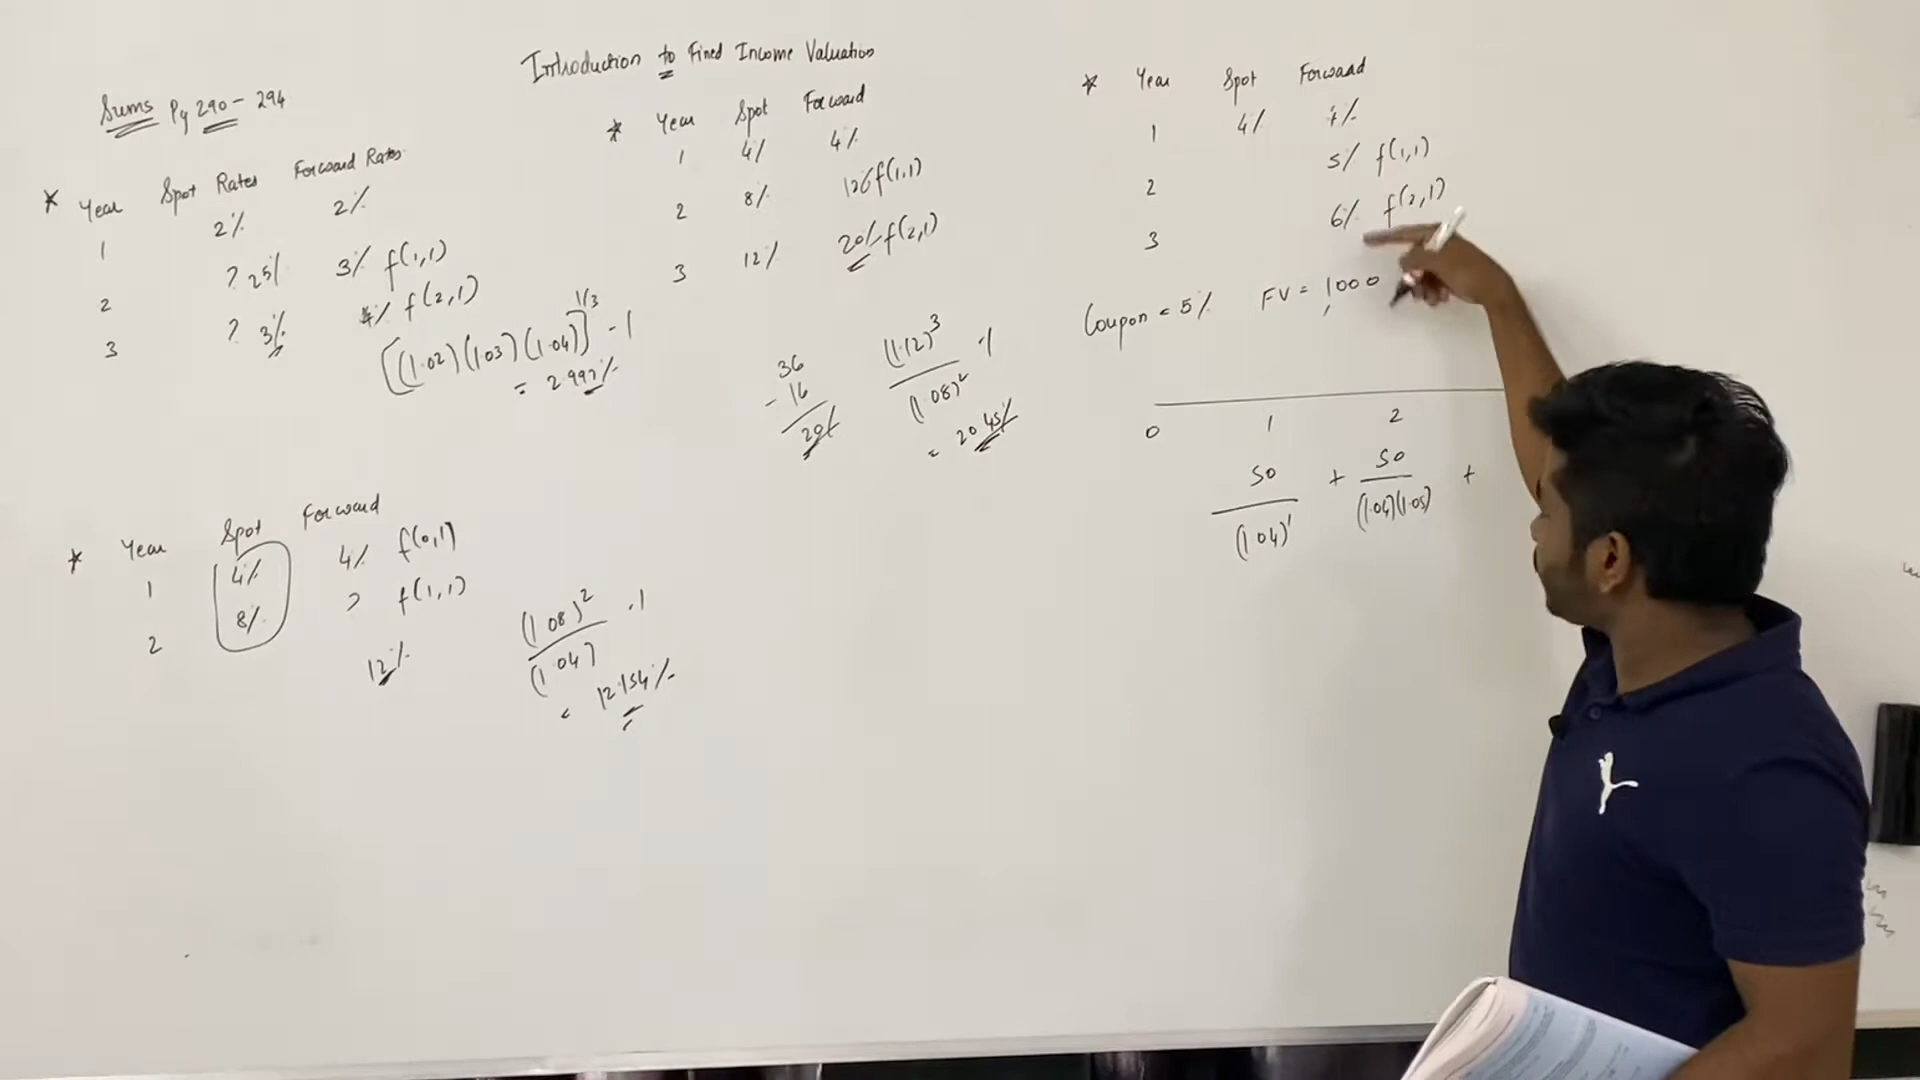 Introduction to Fixed Income Valuation
Sums Pg 290 - 294
* Year Spot Rates Forward Rates
1 2% 2%
2 ? 2.5% 3% f(1,1)
3 ? 3% 4% f(2,1)
[(1.02)(1.03)(1.04)]^1/3 - 1
= 2.997%
* Year Spot Forward
1 4% 4% f(0,1)
2 8% ? f(1,1)
12%
(1.08)² - 1
(1.04)
= 12.154%
* Year Spot Forward
1 4% 4%
2 8% 12% f(1,1)
3 12% 20% f(2,1)
36
- 16
20%
(1.12)³ - 1
(1.08)²
= 20.45%
* Year Spot Forward
1 4% 4%
2 5% f(1,1)
3 6% f(2,1)
Coupon = 5% FV = 1,000
0 1 2
50 + 50 +
(1.04)¹ (1.04)(1.05)